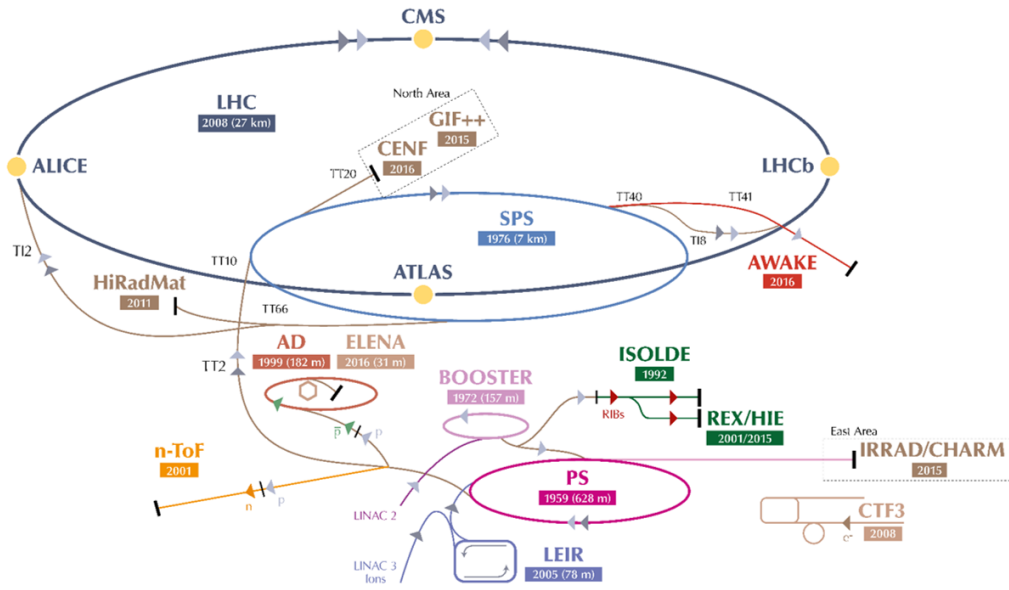 CMS
LHC
2008 (27 km)
North Area
GIF++
2015
CENF
2016
TT20
ALICE
LHCb
TT40
TT41
SPS
1976 (7 km)
TI8
TI2
TT10
ATLAS
AWAKE
2016
HiRadMat
2011
TT66
AD
1999 (182 m)
ELENA
2016 (31 m)
TT2
BOOSTER
1972 (157 m)
ISOLDE
1992
RIBs
REX/HIE
2001/2015
p̅
p
East Area
IRRAD/CHARM
2015
n-ToF
2001
n
p
PS
1959 (628 m)
LINAC 2
CTF3
2008
e⁻
LINAC 3
Ions
LEIR
2005 (78 m)